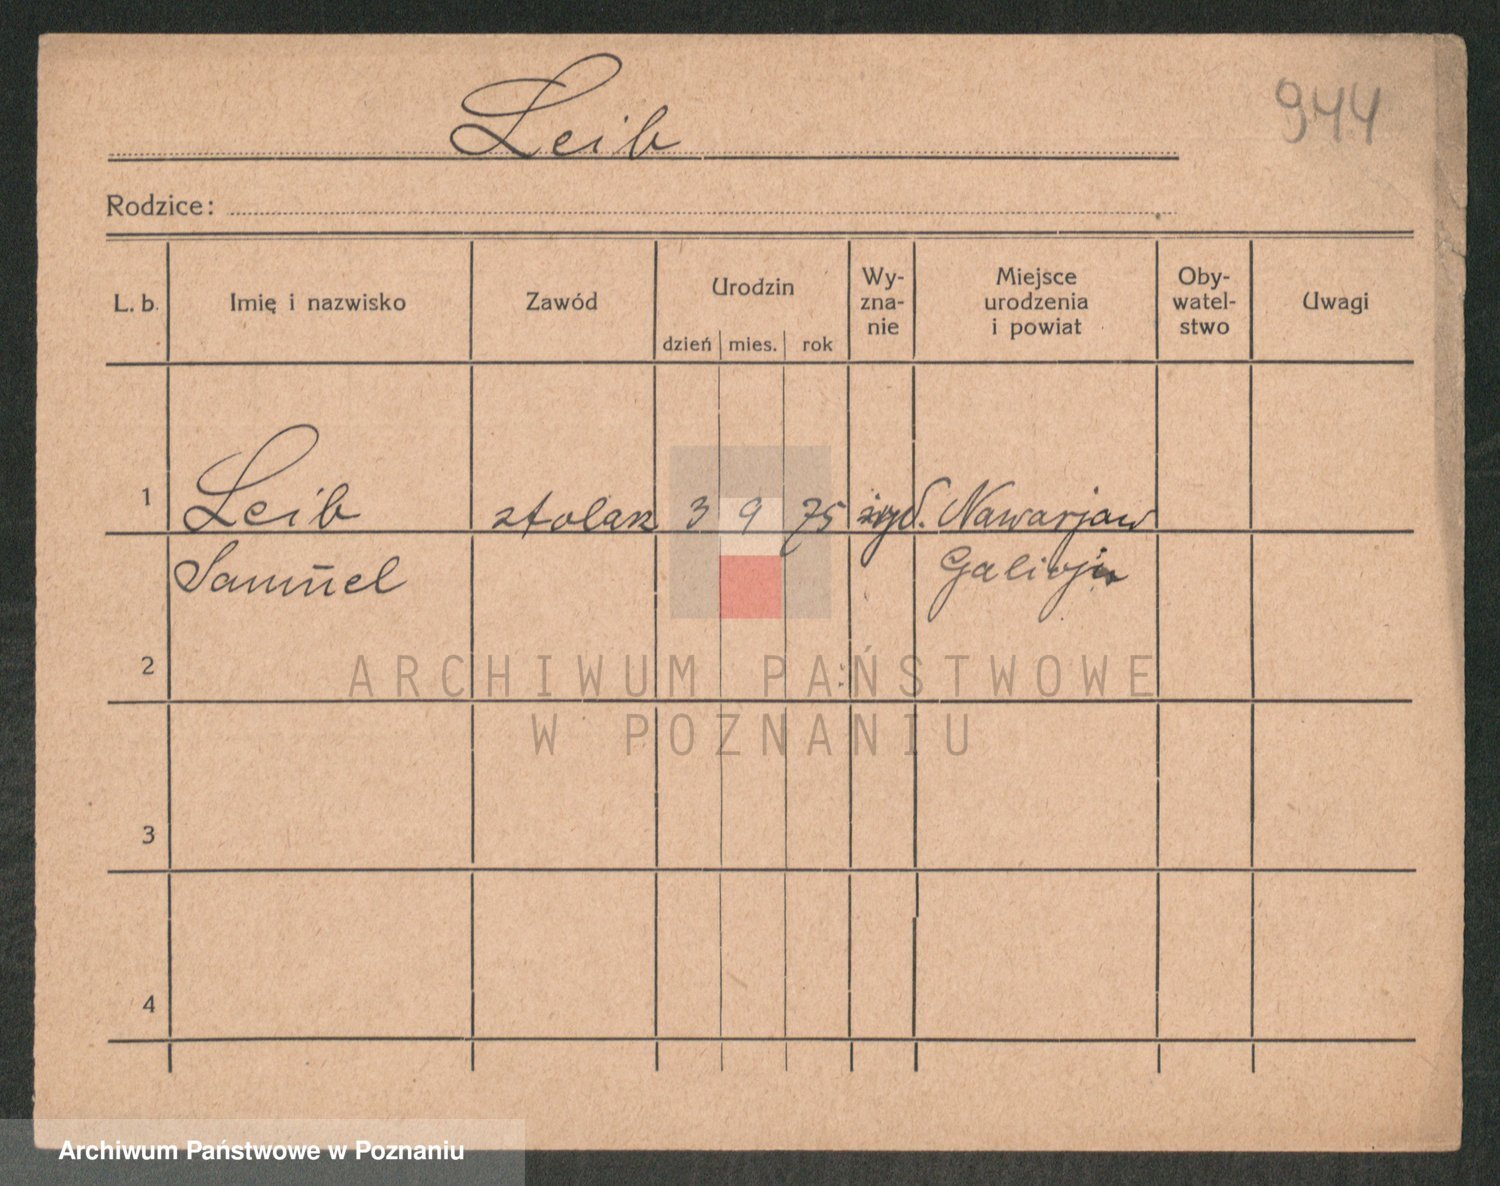 Leib
944
Rodzice:
L. b. Imię i nazwisko Zawód Urodzin dzień mies. rok Wy-zna-nie Miejsce urodzenia i powiat Oby-watel-stwo Uwagi
1 Leib stolarz 3 9 75 żyd. Nawarjaw
Samuel Galicja
2
ARCHIWUM PAŃSTWOWE
W POZNANIU
3
4
Archiwum Państwowe w Poznaniu